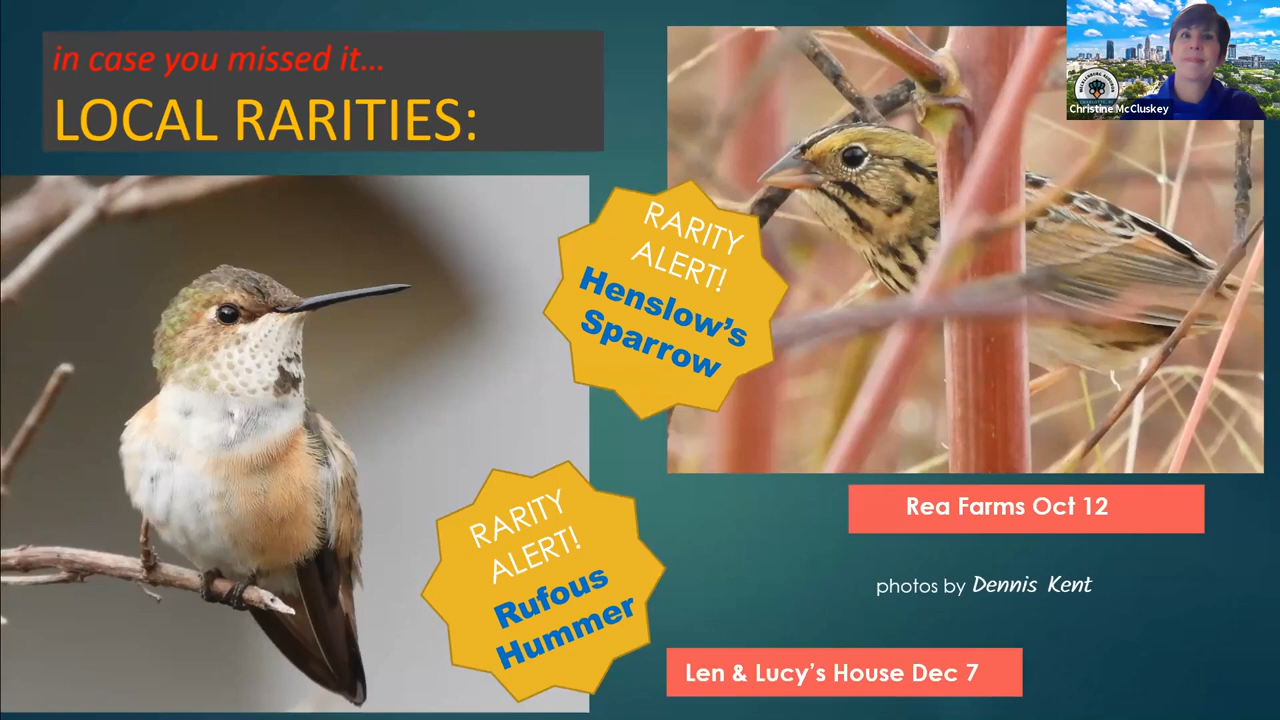 in case you missed it...
LOCAL RARITIES:
Christine McCluskey
RARITY
ALERT!
Henslow's
Sparrow
RARITY
ALERT!
Rufous
Hummer
Rea Farms Oct 12
photos by Dennis Kent
Len & Lucy's House Dec 7